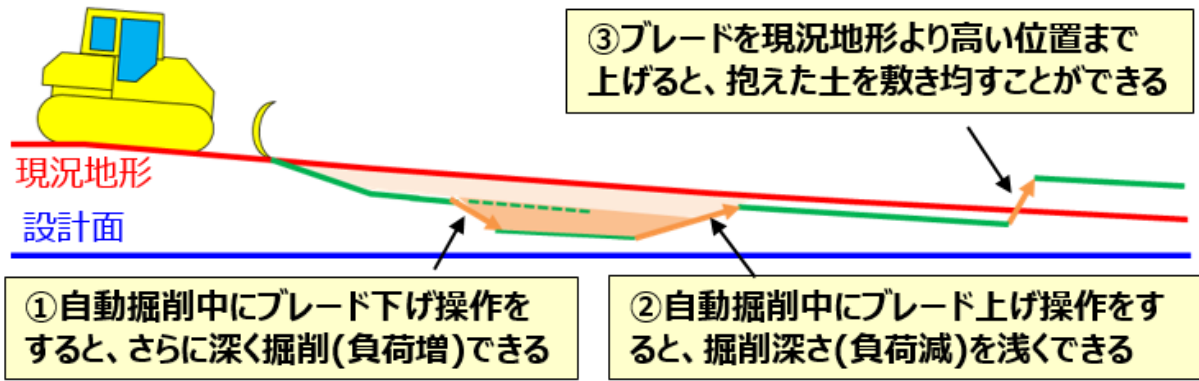 ③ブレードを現況地形より高い位置まで
上げると、抱えた土を敷き均すことができる
現況地形
設計面
①自動掘削中にブレード下げ操作を
すると、さらに深く掘削(負荷増)できる
②自動掘削中にブレード上げ操作をす
ると、掘削深さ(負荷減)を浅くできる